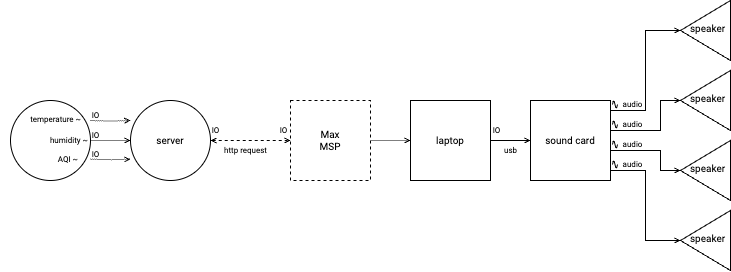 temperature ~
humidity ~
AQI ~
IO
IO
IO
server
IO
http request
IO
Max
MSP
laptop
IO
usb
sound card
audio
audio
audio
audio
speaker
speaker
speaker
speaker